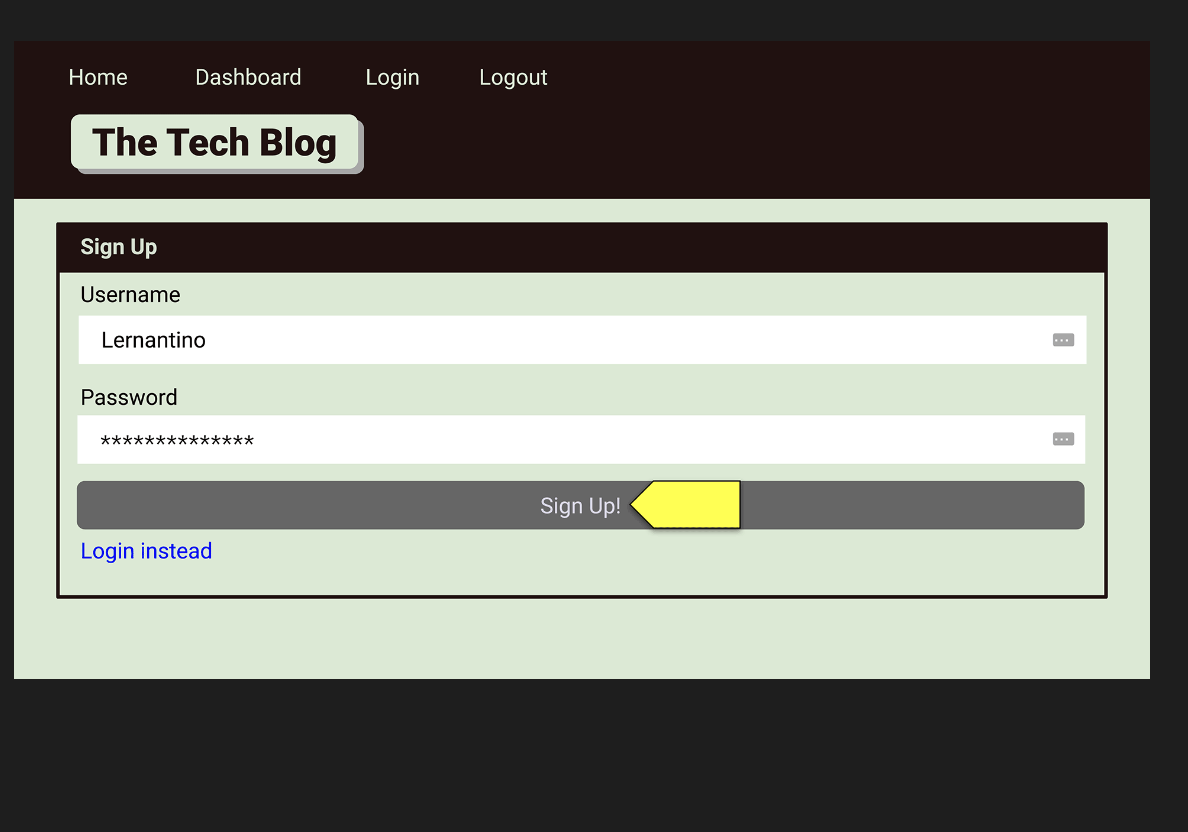 Home Dashboard Login Logout
The Tech Blog
Sign Up
Username
Lernantino
Password
**************
Sign Up!
Login instead